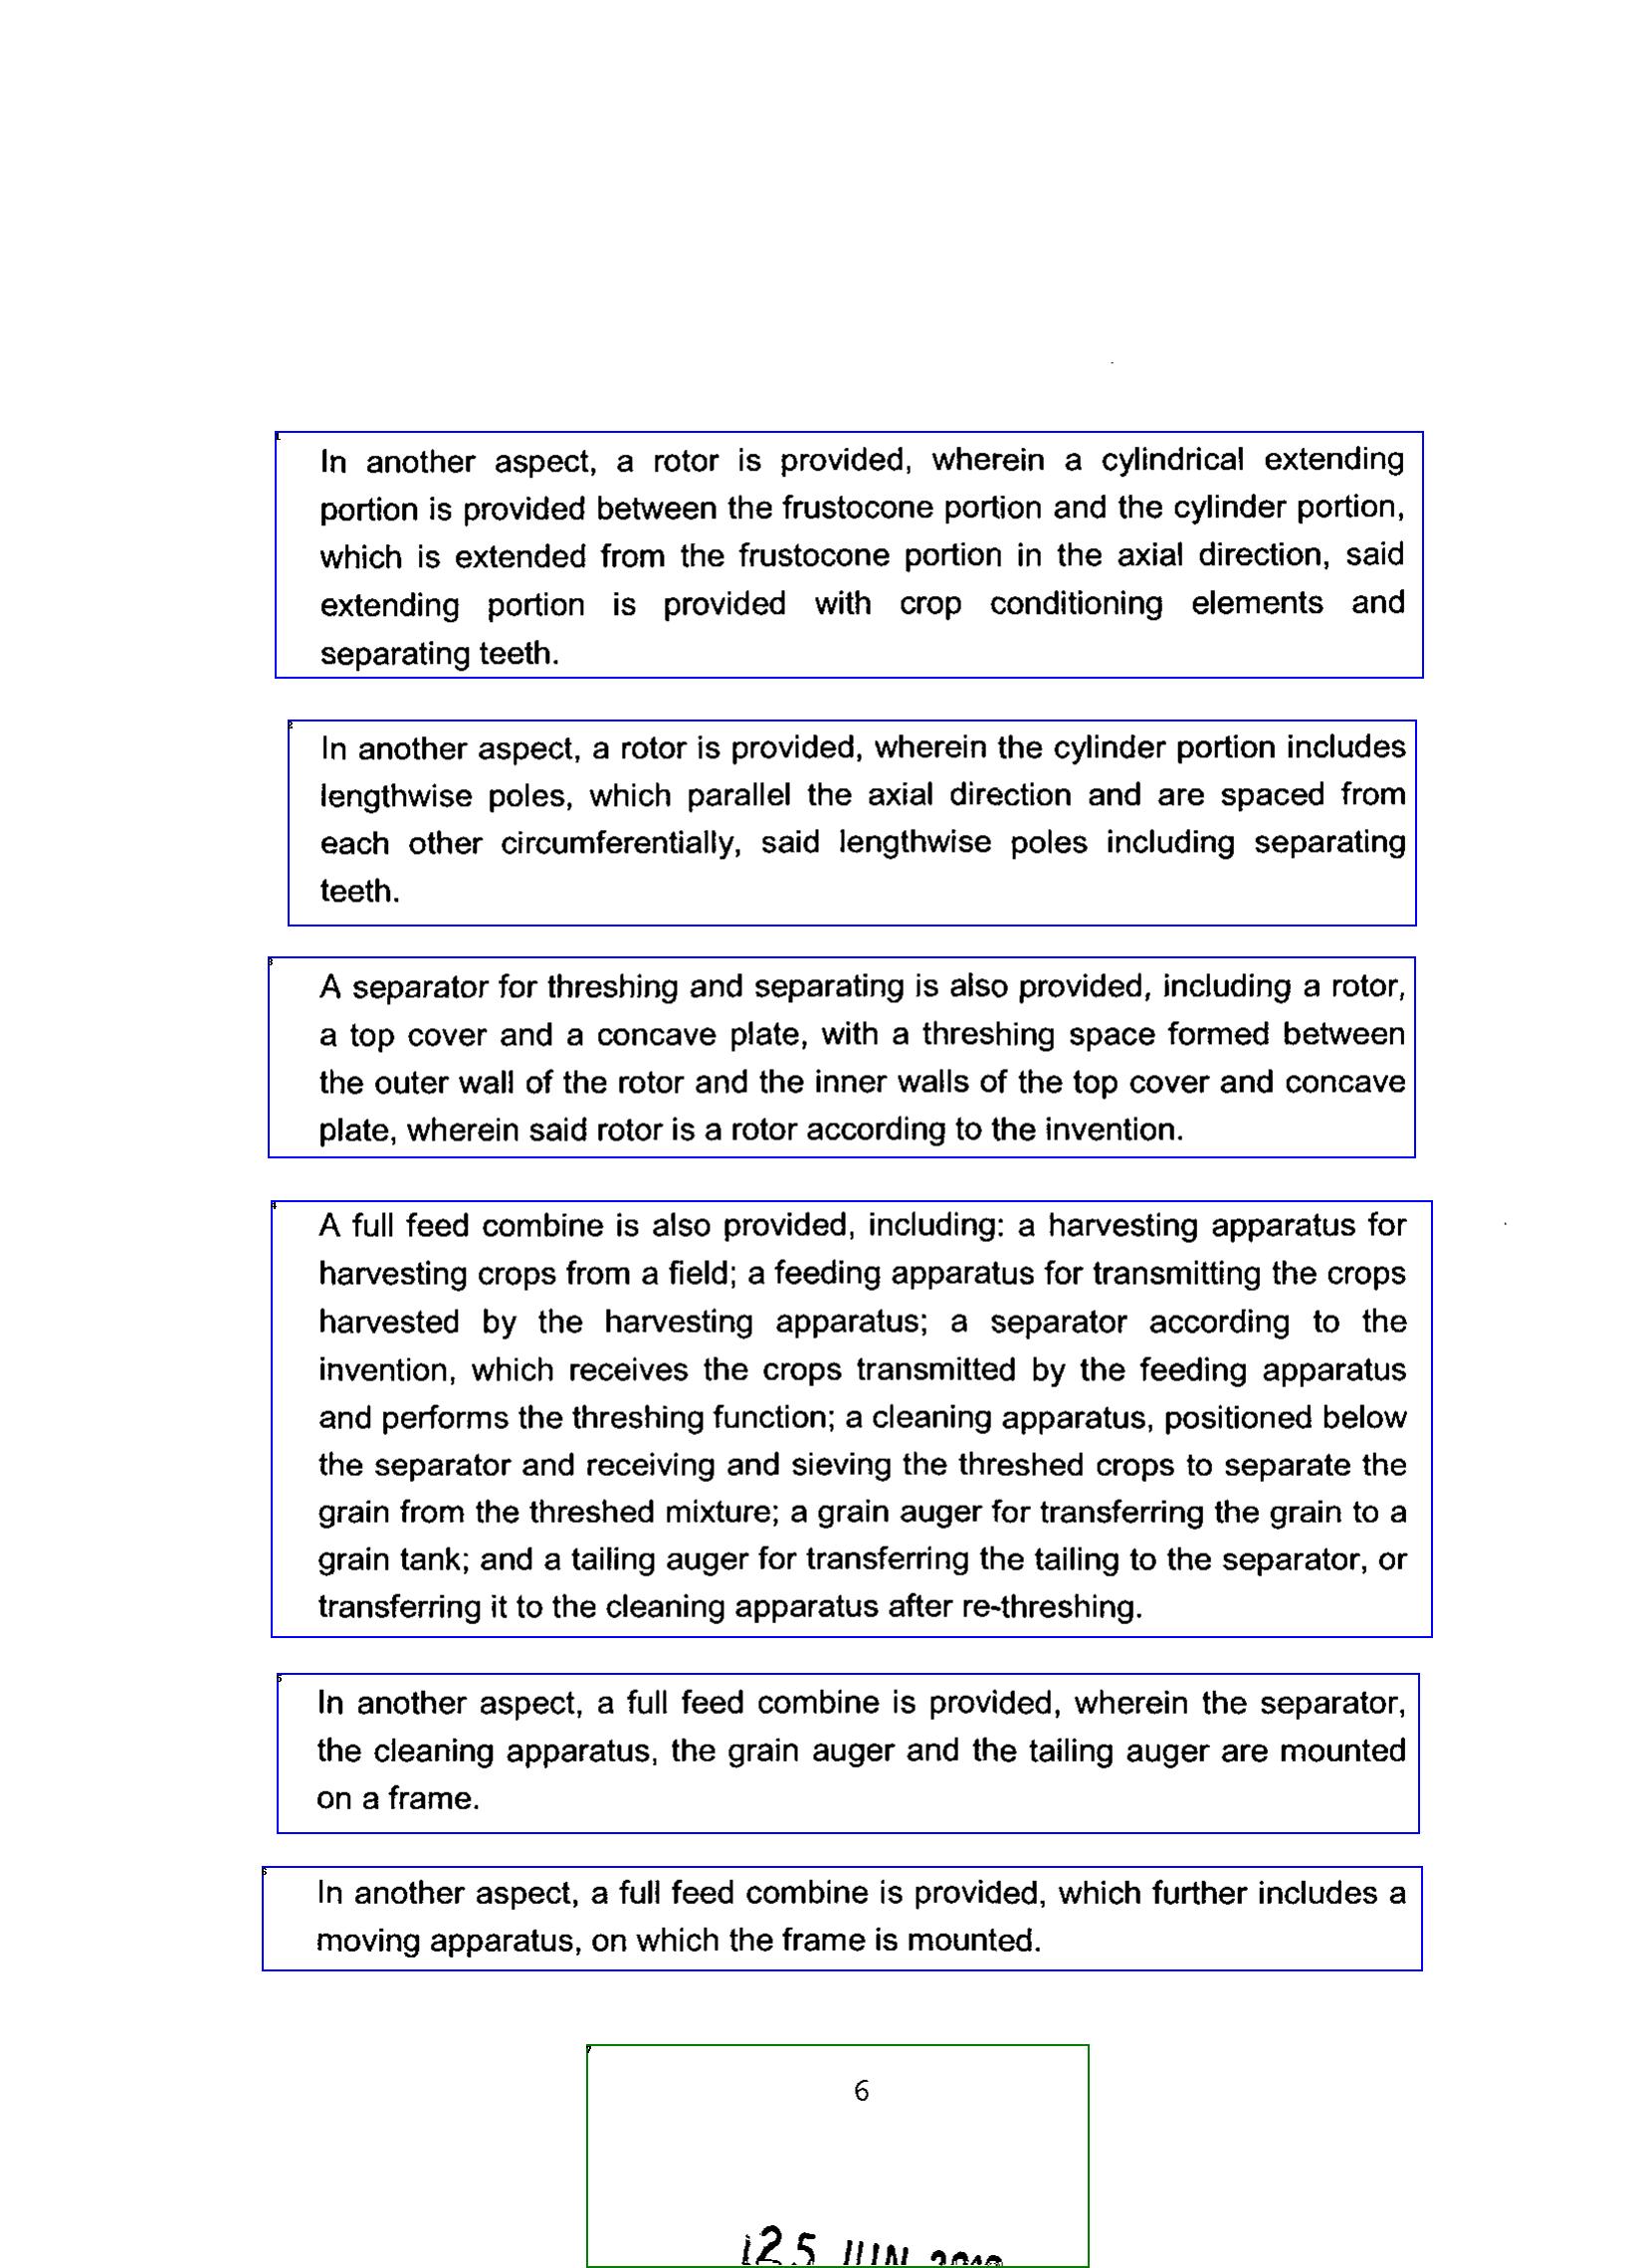 In another aspect, a rotor is provided, wherein a cylindrical extending
portion is provided between the frustocone portion and the cylinder portion,
which is extended from the frustocone portion in the axial direction, said
extending portion is provided with crop conditioning elements and
separating teeth.
In another aspect, a rotor is provided, wherein the cylinder portion includes
lengthwise poles, which parallel the axial direction and are spaced from
each other circumferentially, said lengthwise poles including separating
teeth.
A separator for threshing and separating is also provided, including a rotor,
a top cover and a concave plate, with a threshing space formed between
the outer wall of the rotor and the inner walls of the top cover and concave
plate, wherein said rotor is a rotor according to the invention.
A full feed combine is also provided, including: a harvesting apparatus for
harvesting crops from a field; a feeding apparatus for transmitting the crops
harvested by the harvesting apparatus; a separator according to the
invention, which receives the crops transmitted by the feeding apparatus
and performs the threshing function; a cleaning apparatus, positioned below
the separator and receiving and sieving the threshed crops to separate the
grain from the threshed mixture; a grain auger for transferring the grain to a
grain tank; and a tailing auger for transferring the tailing to the separator, or
transferring it to the cleaning apparatus after re-threshing.
In another aspect, a full feed combine is provided, wherein the separator,
the cleaning apparatus, the grain auger and the tailing auger are mounted
on a frame.
In another aspect, a full feed combine is provided, which further includes a
moving apparatus, on which the frame is mounted.
6
25 JUN